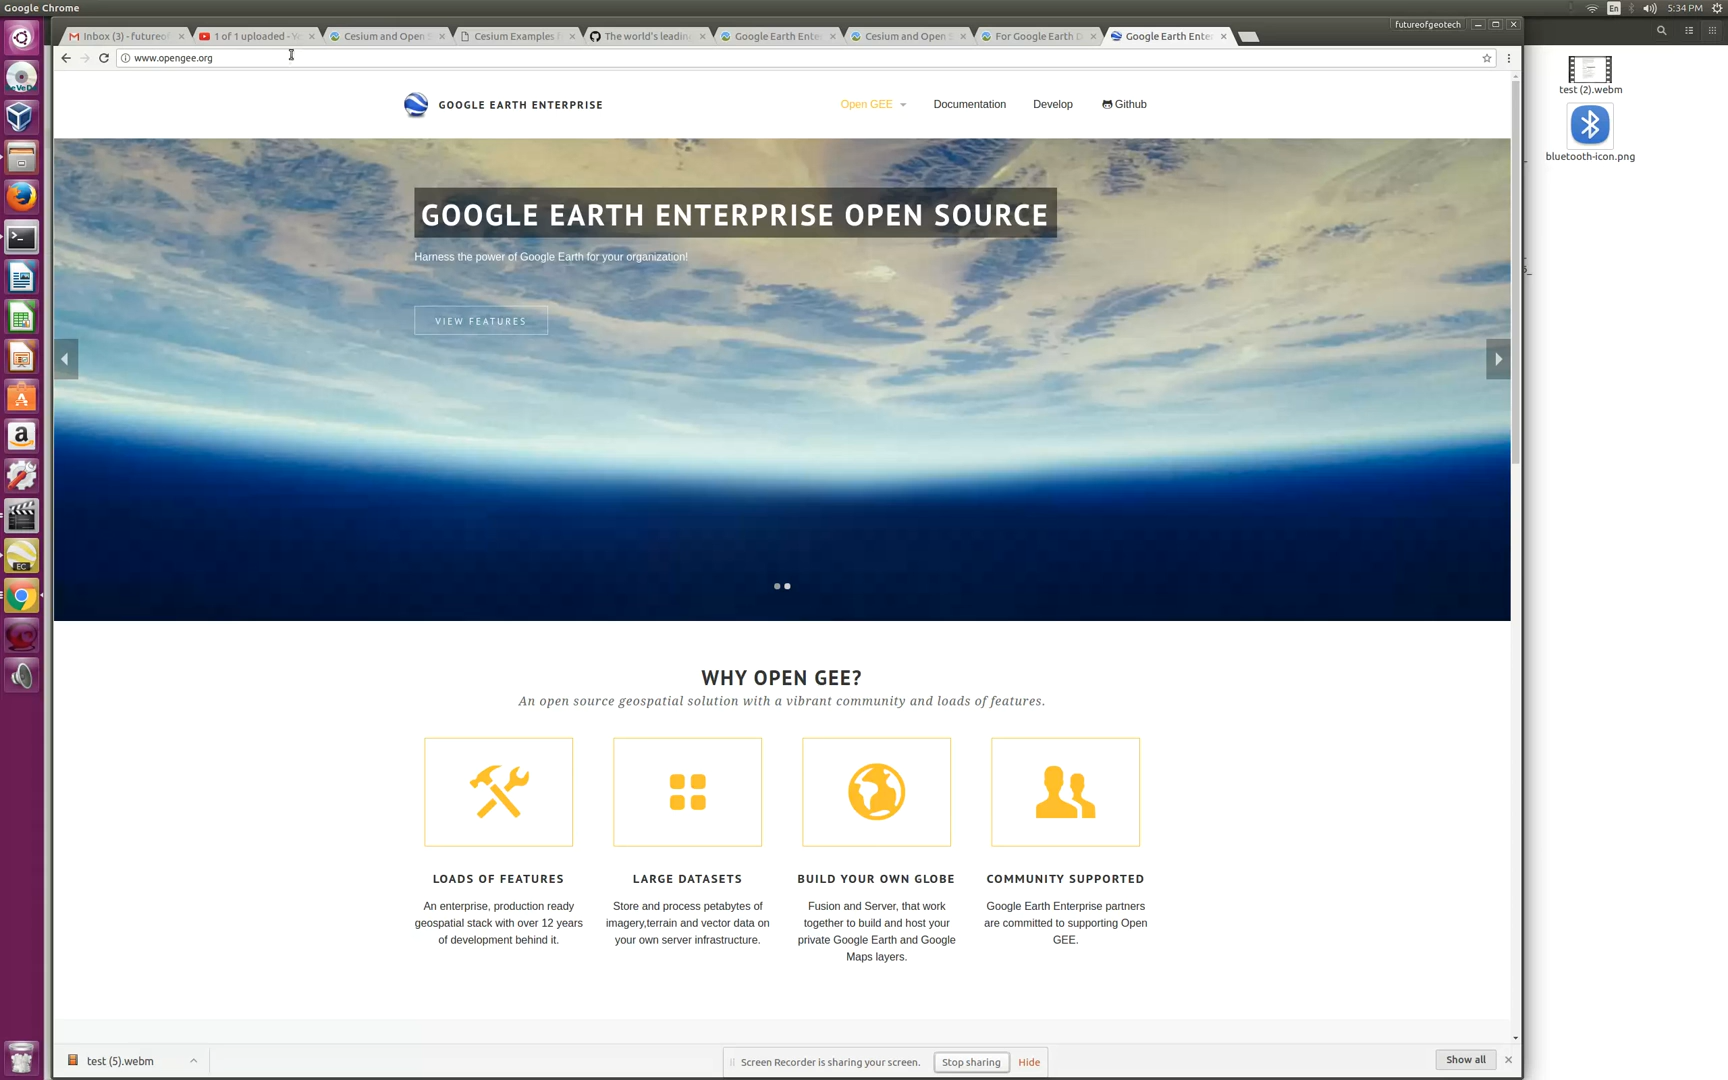 Google Chrome
En
5:34 PM
futureofgeotech
Inbox (3) - futureo
1 of 1 uploaded - Yo
Cesium and Open S
Cesium Examples
The world's leadin
Google Earth Ente
Cesium and Open S
For Google Earth D
Google Earth Ente
www.opengee.org
GOOGLE EARTH ENTERPRISE
Open GEE
Documentation
Develop
Github
test (2).webm
bluetooth-icon.png
GOOGLE EARTH ENTERPRISE OPEN SOURCE
Harness the power of Google Earth for your organization!
VIEW FEATURES
EC
WHY OPEN GEE?
An open source geospatial solution with a vibrant community and loads of features.
LOADS OF FEATURES
An enterprise, production ready
geospatial stack with over 12 years
of development behind it.
LARGE DATASETS
Store and process petabytes of
imagery,terrain and vector data on
your own server infrastructure.
BUILD YOUR OWN GLOBE
Fusion and Server, that work
together to build and host your
private Google Earth and Google
Maps layers.
COMMUNITY SUPPORTED
Google Earth Enterprise partners
are committed to supporting Open
GEE.
test (5).webm
Screen Recorder is sharing your screen.
Stop sharing
Hide
Show all